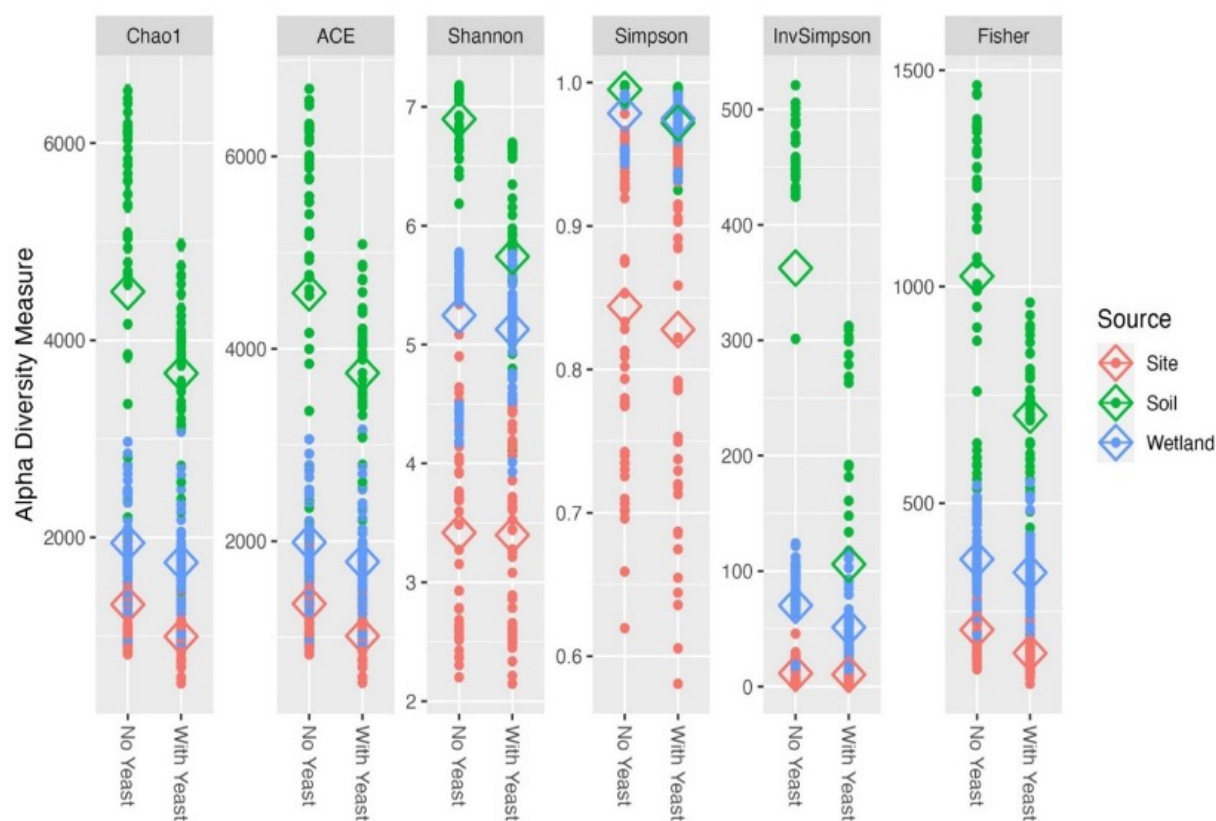 Chao1 ACE Shannon Simpson InvSimpson Fisher
Alpha Diversity Measure
6000
4000
2000
6000
4000
2000
7
6
5
4
3
2
1.0
0.9
0.8
0.7
0.6
500
400
300
200
100
0
1500
1000
500
No Yeast
With Yeast
No Yeast
With Yeast
No Yeast
With Yeast
No Yeast
With Yeast
No Yeast
With Yeast
No Yeast
With Yeast
Source
Site
Soil
Wetland